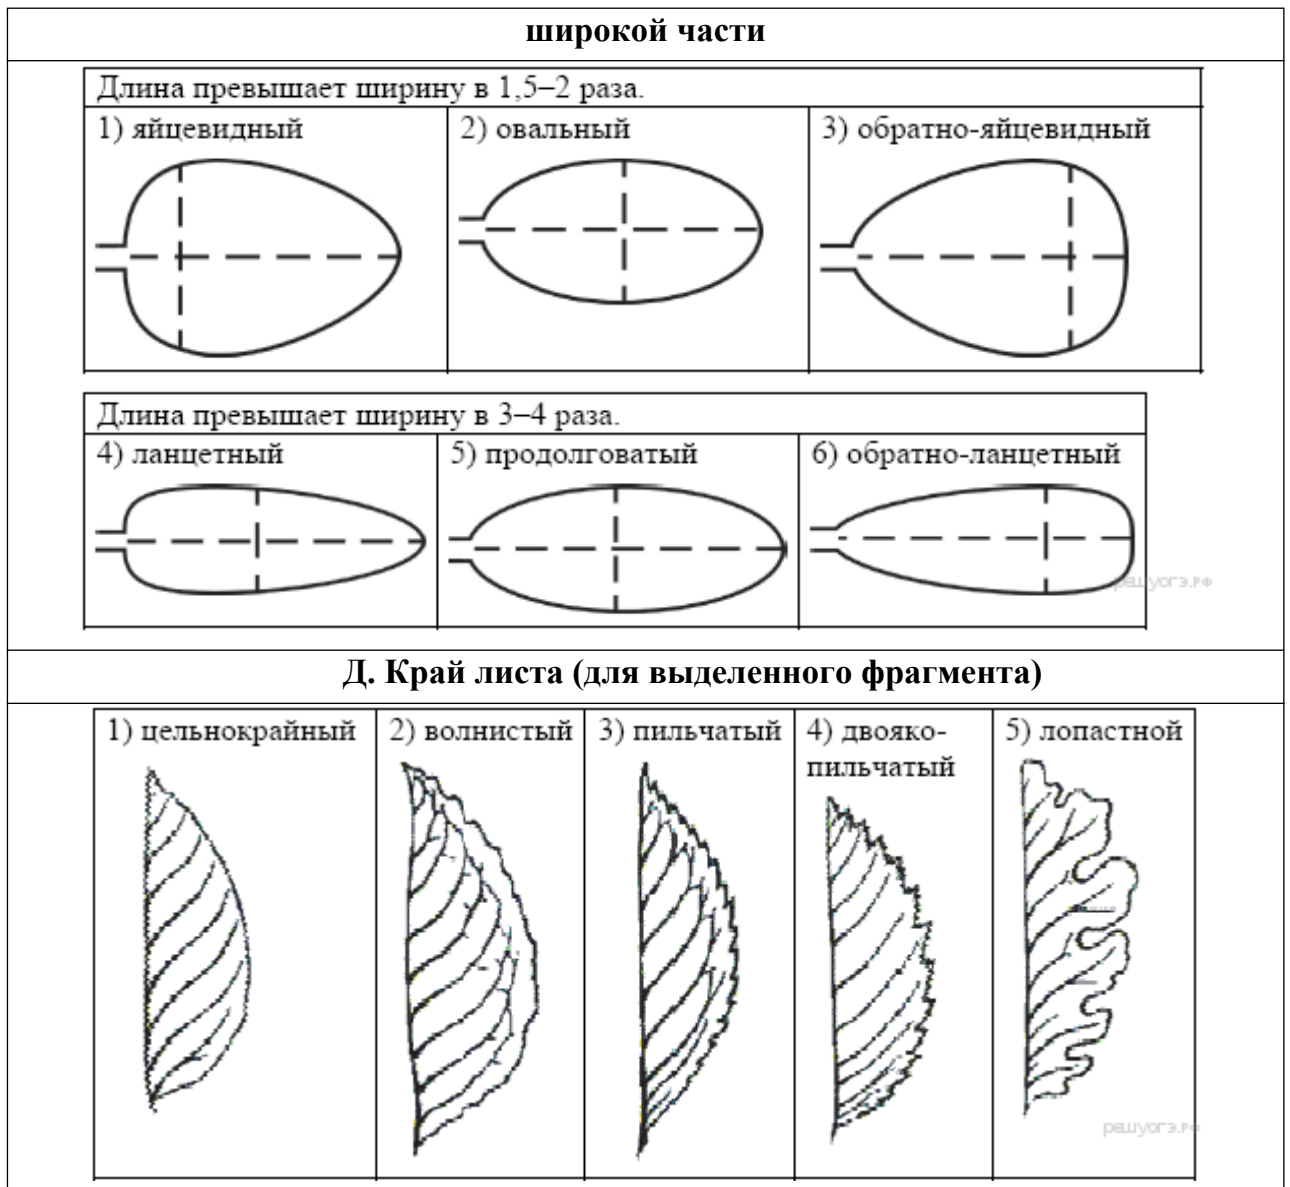 широкой части
Длина превышает ширину в 1,5–2 раза.
1) яйцевидный
2) овальный
3) обратно-яйцевидный
Длина превышает ширину в 3–4 раза.
4) ланцетный
5) продолговатый
6) обратно-ланцетный
решуогэ.рф
Д. Край листа (для выделенного фрагмента)
1) цельнокрайный
2) волнистый
3) пильчатый
4) двояко-
пильчатый
5) лопастной
решуогэ.рф